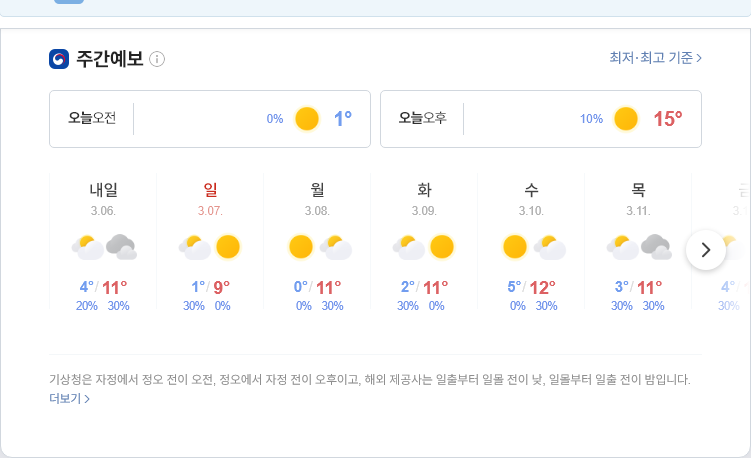 주간예보
최저·최고 기준
오늘오전 0% 1°
오늘오후 10% 15°
내일 일 월 화 수 목 금
3.06. 3.07. 3.08. 3.09. 3.10. 3.11. 3.
4°/11° 1°/9° 0°/11° 2°/11° 5°/12° 3°/11° 4°/
20% 30% 30% 0% 0% 30% 30% 0% 0% 30% 30% 30% 30%
기상청은 자정에서 정오 전이 오전, 정오에서 자정 전이 오후이고, 해외 제공사는 일출부터 일몰 전이 낮, 일몰부터 일출 전이 밤입니다.
더보기